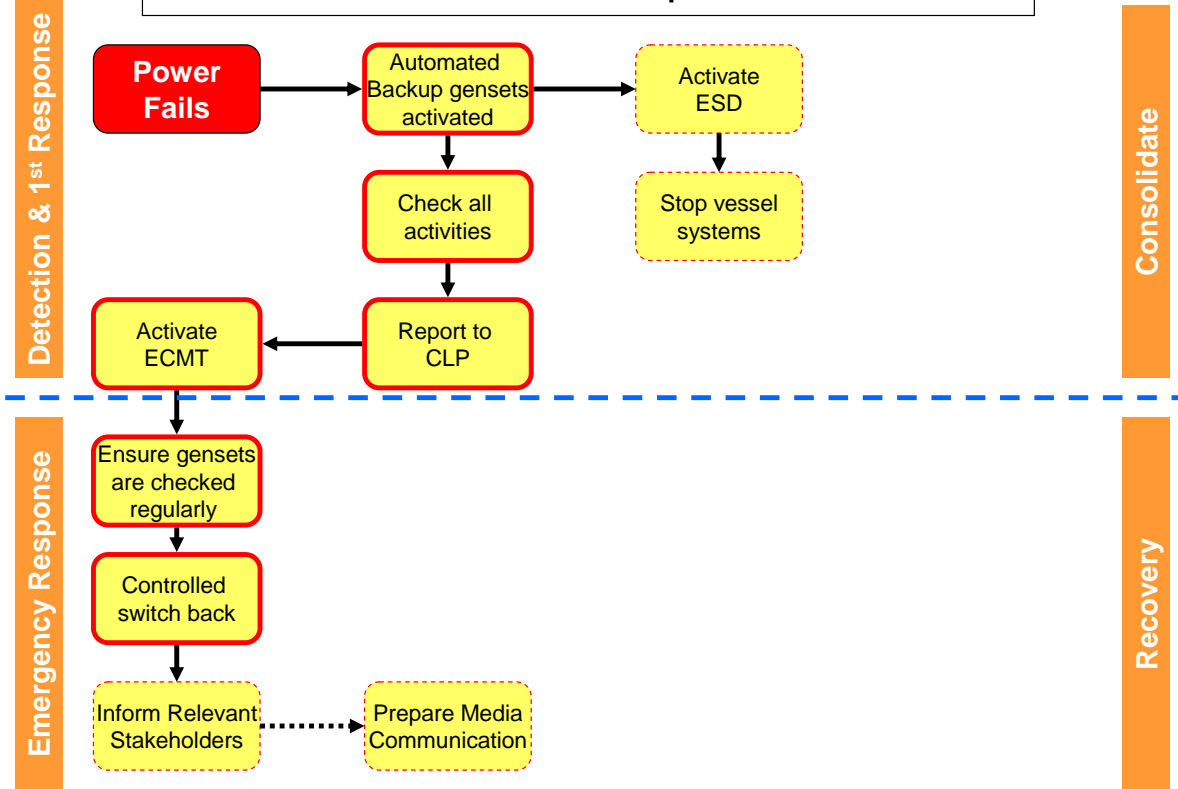 Detection & 1st Response
Consolidate
Power
Fails
Automated
Backup gensets
activated
Activate
ESD
Check all
activities
Stop vessel
systems
Activate
ECMT
Report to
CLP
Emergency Response
Recovery
Ensure gensets
are checked
regularly
Controlled
switch back
Inform Relevant
Stakeholders
Prepare Media
Communication